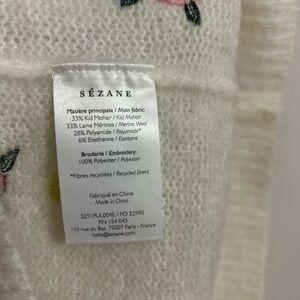 SÉZANE
Matière principale / Main fabric:
33% Kid Mohair / Kid Mohair
33% Laine Mérinos / Merino Wool
28% Polyamide / Polyamide*
6% Elasthanne / Elastane
Broderie / Embroidery:
100% Polyester / Polyester
*Fibres recyclées / Recycled fibers
Fabriqué en Chine
Made in China
S251PUL004E / PO 32990
RN 154 043
115 rue du Bac, 75007 Paris - France
hello@sezane.com